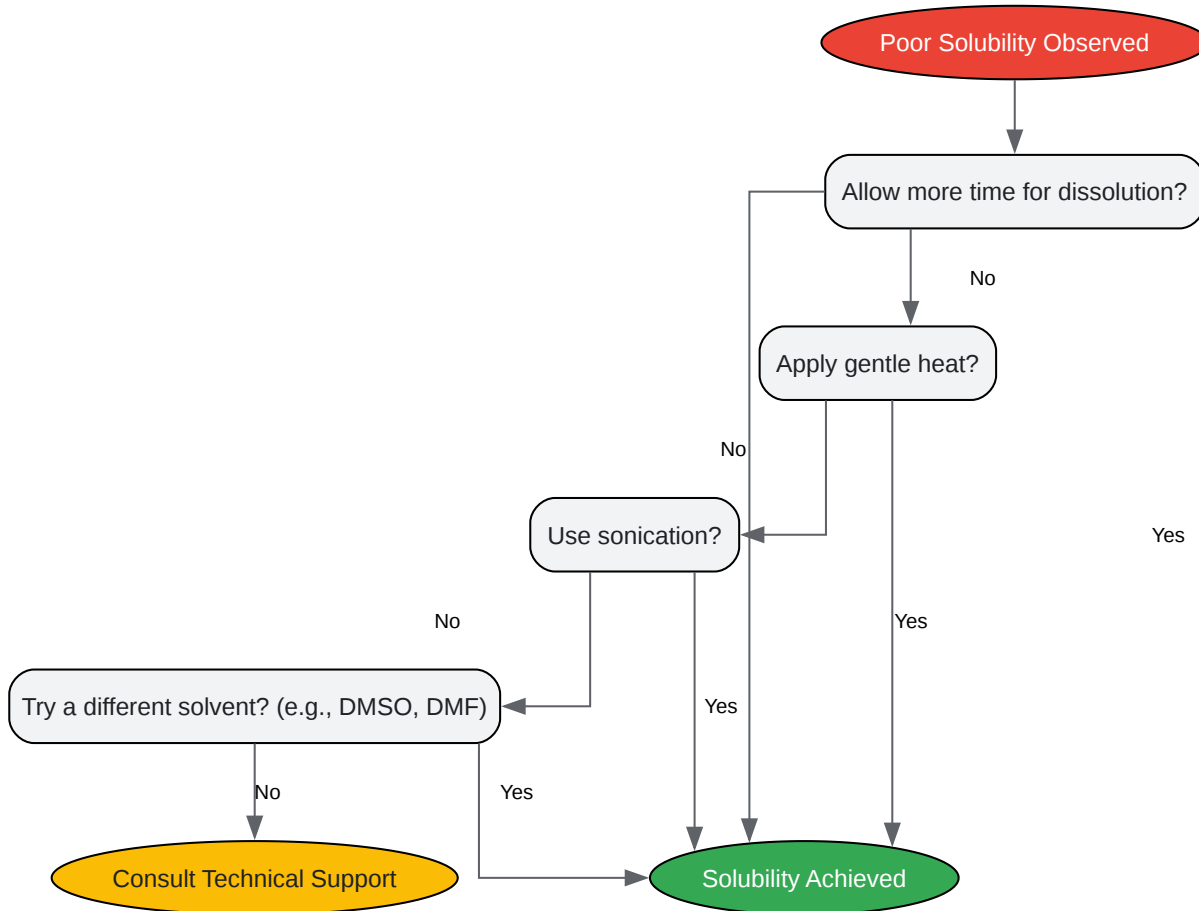 Poor Solubility Observed
Allow more time for dissolution?
No
Apply gentle heat?
No
Use sonication?
Yes
No
Yes
Try a different solvent? (e.g., DMSO, DMF)
Yes
No
Yes
Consult Technical Support
Solubility Achieved